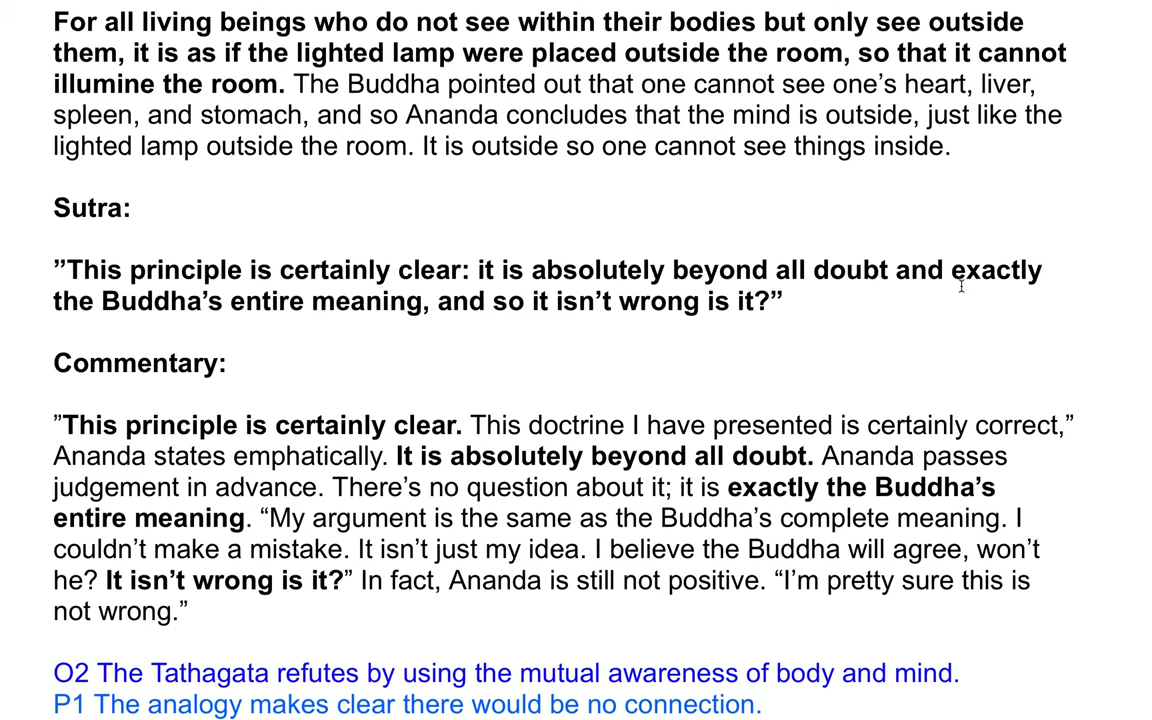 For all living beings who do not see within their bodies but only see outside
them, it is as if the lighted lamp were placed outside the room, so that it cannot
illumine the room. The Buddha pointed out that one cannot see one’s heart, liver,
spleen, and stomach, and so Ananda concludes that the mind is outside, just like the
lighted lamp outside the room. It is outside so one cannot see things inside.
Sutra:
”This principle is certainly clear: it is absolutely beyond all doubt and exactly
the Buddha’s entire meaning, and so it isn’t wrong is it?”
Commentary:
”This principle is certainly clear. This doctrine I have presented is certainly correct,”
Ananda states emphatically. It is absolutely beyond all doubt. Ananda passes
judgement in advance. There’s no question about it; it is exactly the Buddha’s
entire meaning. “My argument is the same as the Buddha’s complete meaning. I
couldn’t make a mistake. It isn’t just my idea. I believe the Buddha will agree, won’t
he? It isn’t wrong is it?” In fact, Ananda is still not positive. “I’m pretty sure this is
not wrong.”
O2 The Tathagata refutes by using the mutual awareness of body and mind.
P1 The analogy makes clear there would be no connection.